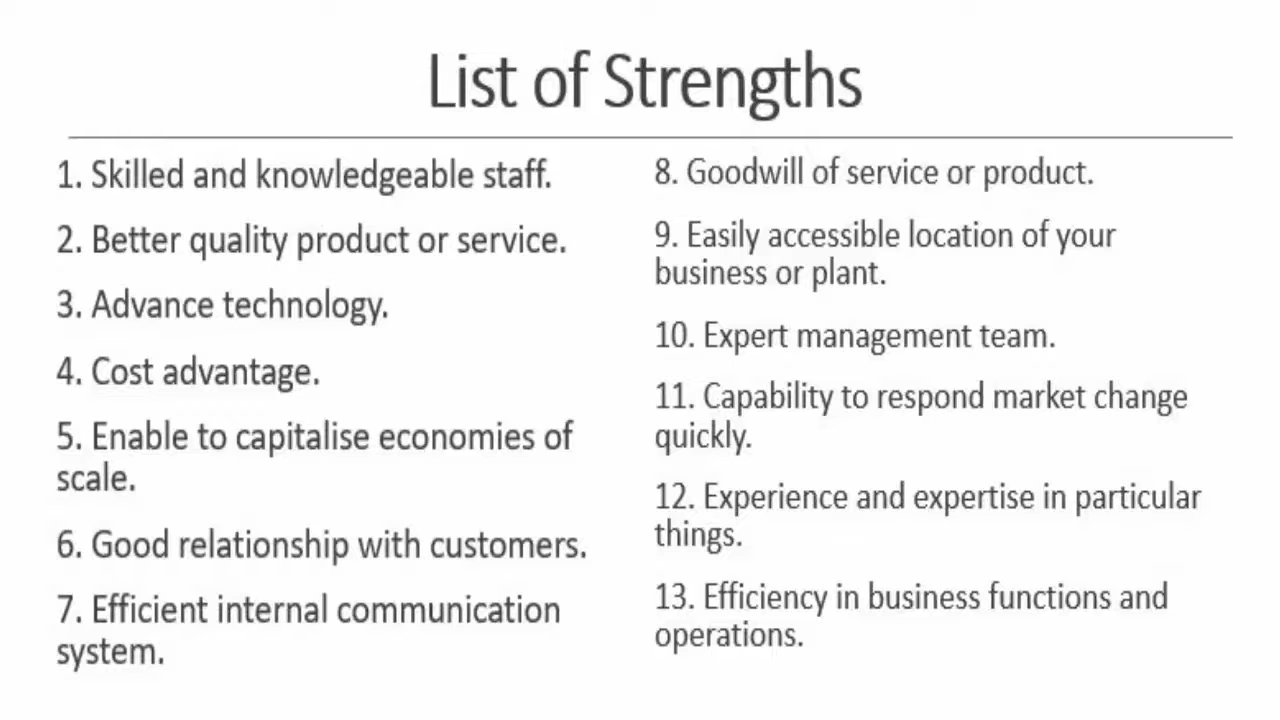 List of Strengths
1. Skilled and knowledgeable staff.
2. Better quality product or service.
3. Advance technology.
4. Cost advantage.
5. Enable to capitalise economies of
scale.
6. Good relationship with customers.
7. Efficient internal communication
system.
8. Goodwill of service or product.
9. Easily accessible location of your
business or plant.
10. Expert management team.
11. Capability to respond market change
quickly.
12. Experience and expertise in particular
things.
13. Efficiency in business functions and
operations.